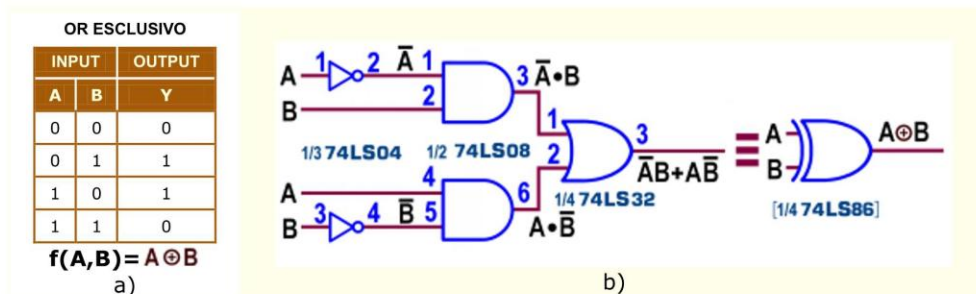 OR ESCLUSIVO
INPUT OUTPUT
A B Y
0 0 0
0 1 1
1 0 1
1 1 0
f(A,B)= A⊕B
a)
A 1 2 A̅ 1
B 2
3 A̅•B
1/3 74LS04 1/2 74LS08
A 4
B 3 4 B̅ 5
6
A•B̅
1
2
3
A̅B+AB̅
1/4 74LS32
≡
A
B
A⊕B
[1/4 74LS86]
b)